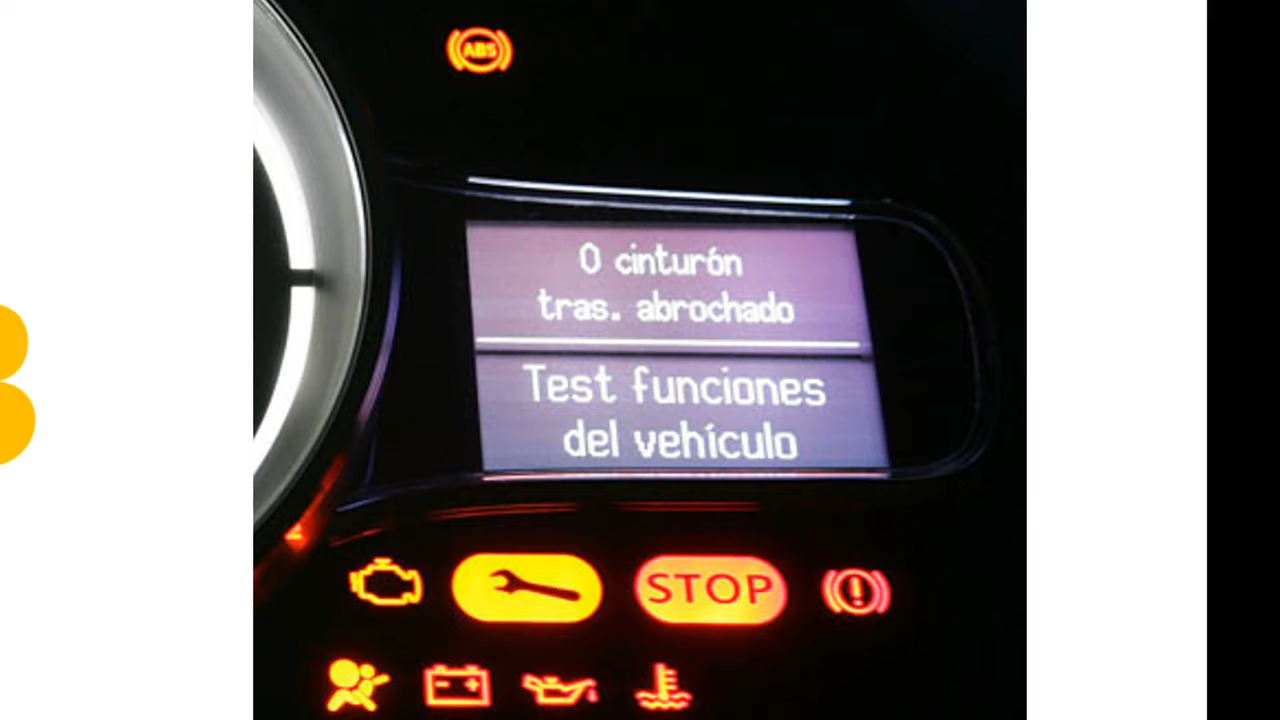 ABS
0 cinturón
tras. abrochado
Test funciones
del vehículo
STOP